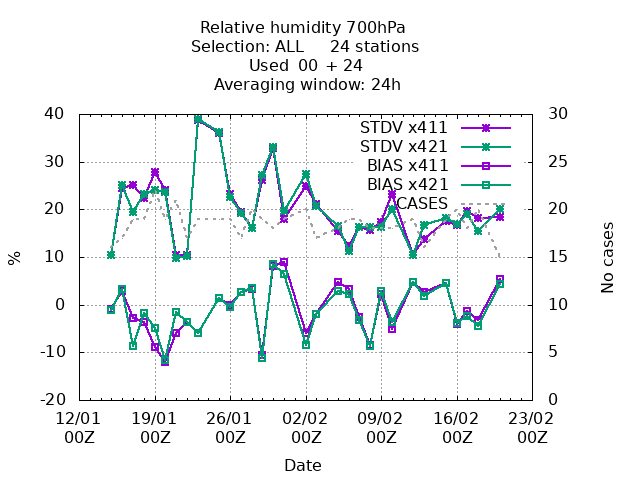 Relative humidity 700hPa
Selection: ALL 24 stations
Used 00 + 24
Averaging window: 24h
40 30
STDV x411
STDV x421
30 25
BIAS x411
BIAS x421
CASES
20 20
% No cases
10 15
0 10
-10 5
-20 0
12/01 19/01 26/01 02/02 09/02 16/02 23/02
00Z 00Z 00Z 00Z 00Z 00Z 00Z
Date